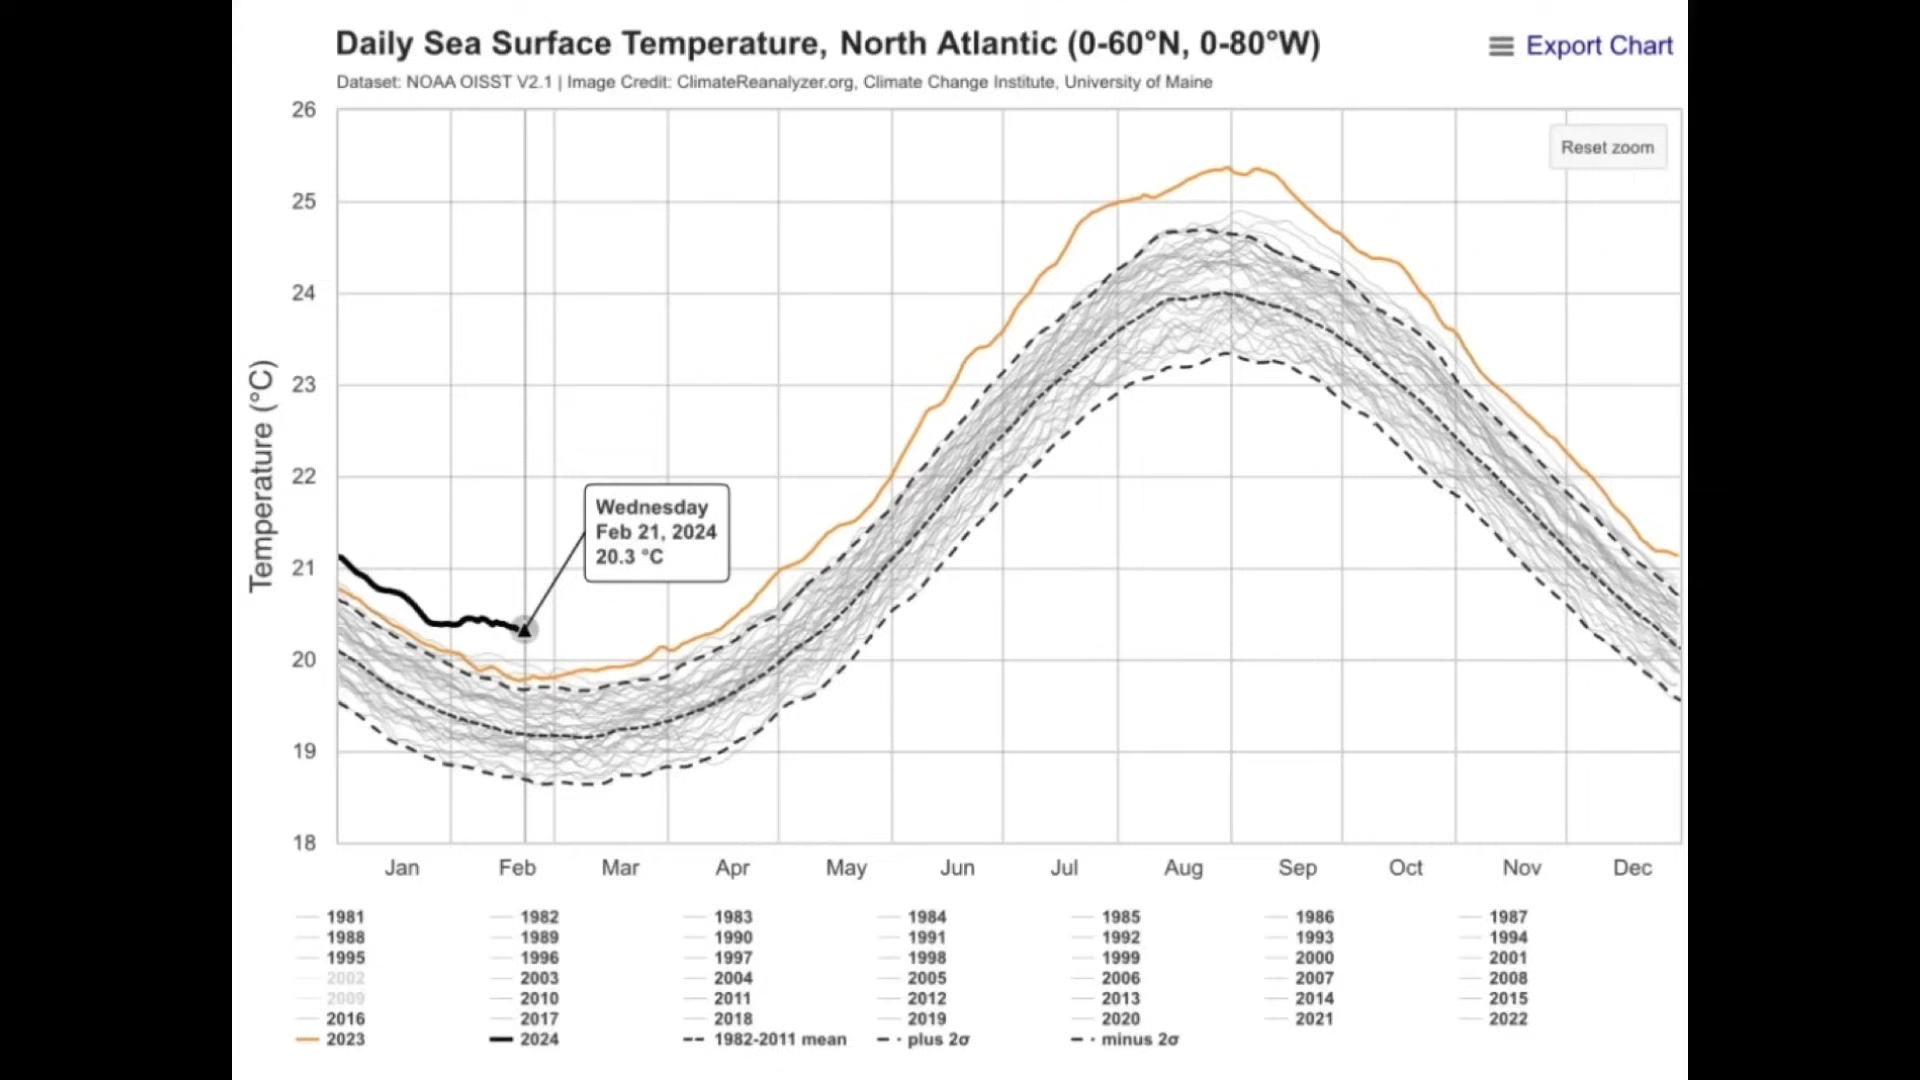 Daily Sea Surface Temperature, North Atlantic (0-60°N, 0-80°W)
Export Chart
Dataset: NOAA OISST V2.1 | Image Credit: ClimateReanalyzer.org, Climate Change Institute, University of Maine
Reset zoom
Temperature (°C)
26
25
24
23
22
21
20
19
18
Wednesday
Feb 21, 2024
20.3 °C
Jan Feb Mar Apr May Jun Jul Aug Sep Oct Nov Dec
1981 1982 1983 1984 1985 1986 1987
1988 1989 1990 1991 1992 1993 1994
1995 1996 1997 1998 1999 2000 2001
2002 2003 2004 2005 2006 2007 2008
2009 2010 2011 2012 2013 2014 2015
2016 2017 2018 2019 2020 2021 2022
2023 2024 1982-2011 mean plus 2σ minus 2σ